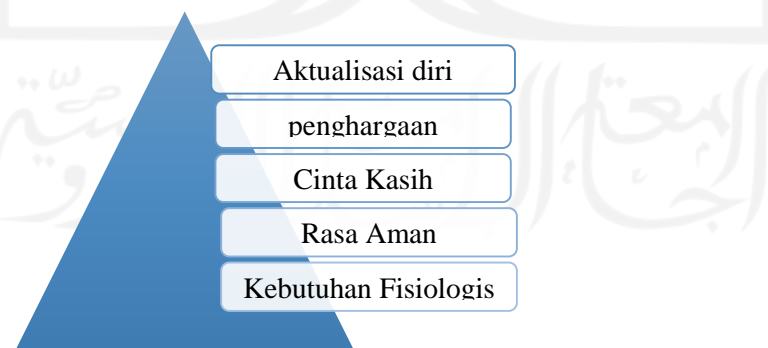 Aktualisasi diri
penghargaan
Cinta Kasih
Rasa Aman
Kebutuhan Fisiologis